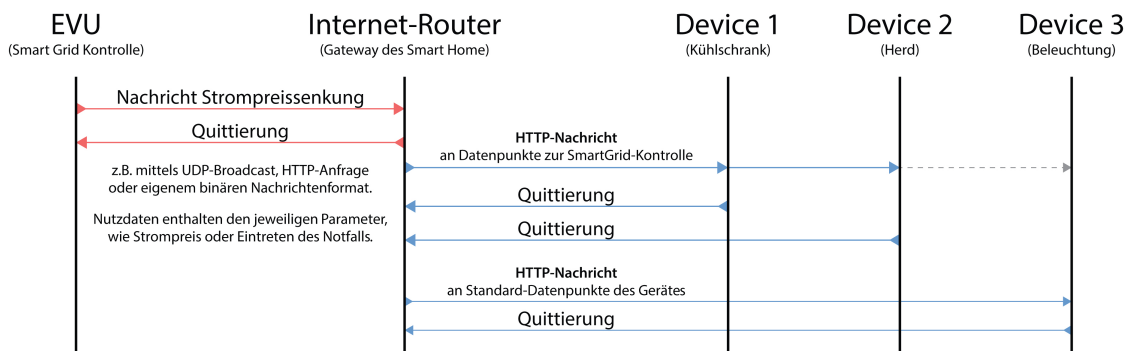 EVU
(Smart Grid Kontrolle)
Internet-Router
(Gateway des Smart Home)
Device 1
(Kühlschrank)
Device 2
(Herd)
Device 3
(Beleuchtung)
Nachricht Strompreissenkung
Quittierung
z.B. mittels UDP-Broadcast, HTTP-Anfrage
oder eigenem binären Nachrichtenformat.
Nutzdaten enthalten den jeweiligen Parameter,
wie Strompreis oder Eintreten des Notfalls.
HTTP-Nachricht
an Datenpunkte zur SmartGrid-Kontrolle
Quittierung
Quittierung
HTTP-Nachricht
an Standard-Datenpunkte des Gerätes
Quittierung